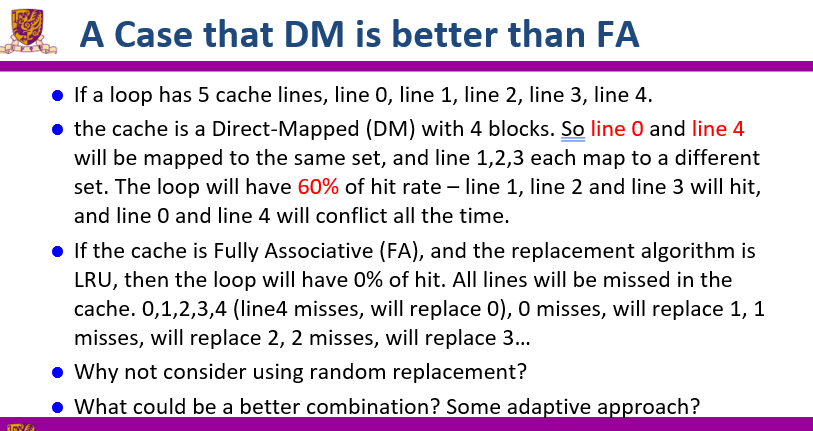 A Case that DM is better than FA
● If a loop has 5 cache lines, line 0, line 1, line 2, line 3, line 4.
● the cache is a Direct-Mapped (DM) with 4 blocks. So line 0 and line 4
will be mapped to the same set, and line 1,2,3 each map to a different
set. The loop will have 60% of hit rate – line 1, line 2 and line 3 will hit,
and line 0 and line 4 will conflict all the time.
● If the cache is Fully Associative (FA), and the replacement algorithm is
LRU, then the loop will have 0% of hit. All lines will be missed in the
cache. 0,1,2,3,4 (line4 misses, will replace 0), 0 misses, will replace 1, 1
misses, will replace 2, 2 misses, will replace 3...
● Why not consider using random replacement?
● What could be a better combination? Some adaptive approach?